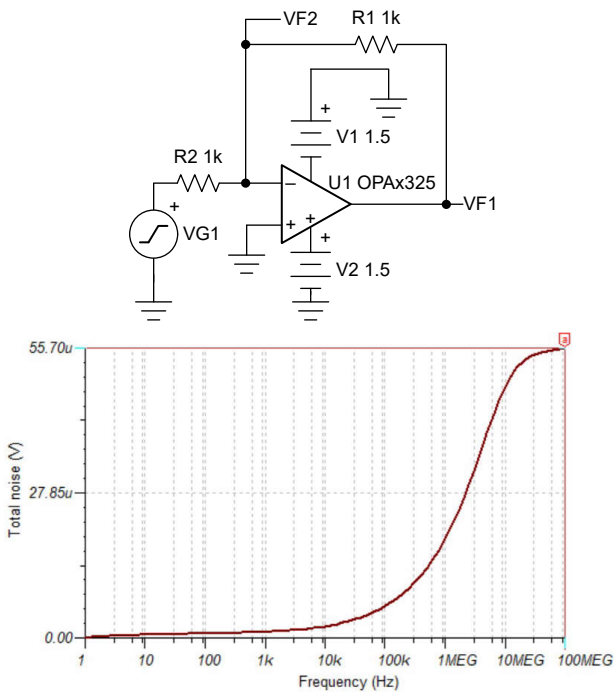 VF2
R1 1k
+
V1 1.5
R2 1k
U1 OPAx325
−
+
VG1
+
+
VF1
+
V2 1.5
a
55.70u
27.85u
0.00
Total noise (V)
1 10 100 1k 10k 100k 1MEG 10MEG 100MEG
Frequency (Hz)